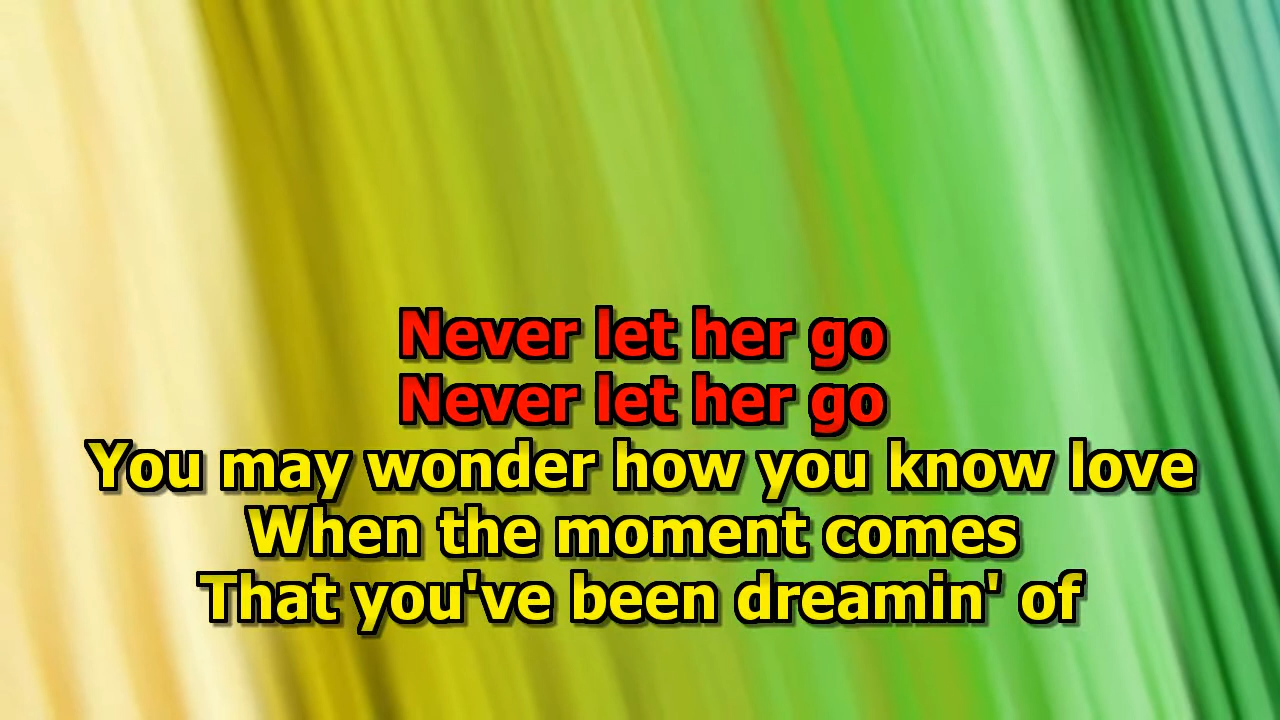 Never let her go
Never let her go
You may wonder how you know love
When the moment comes
That you've been dreamin' of